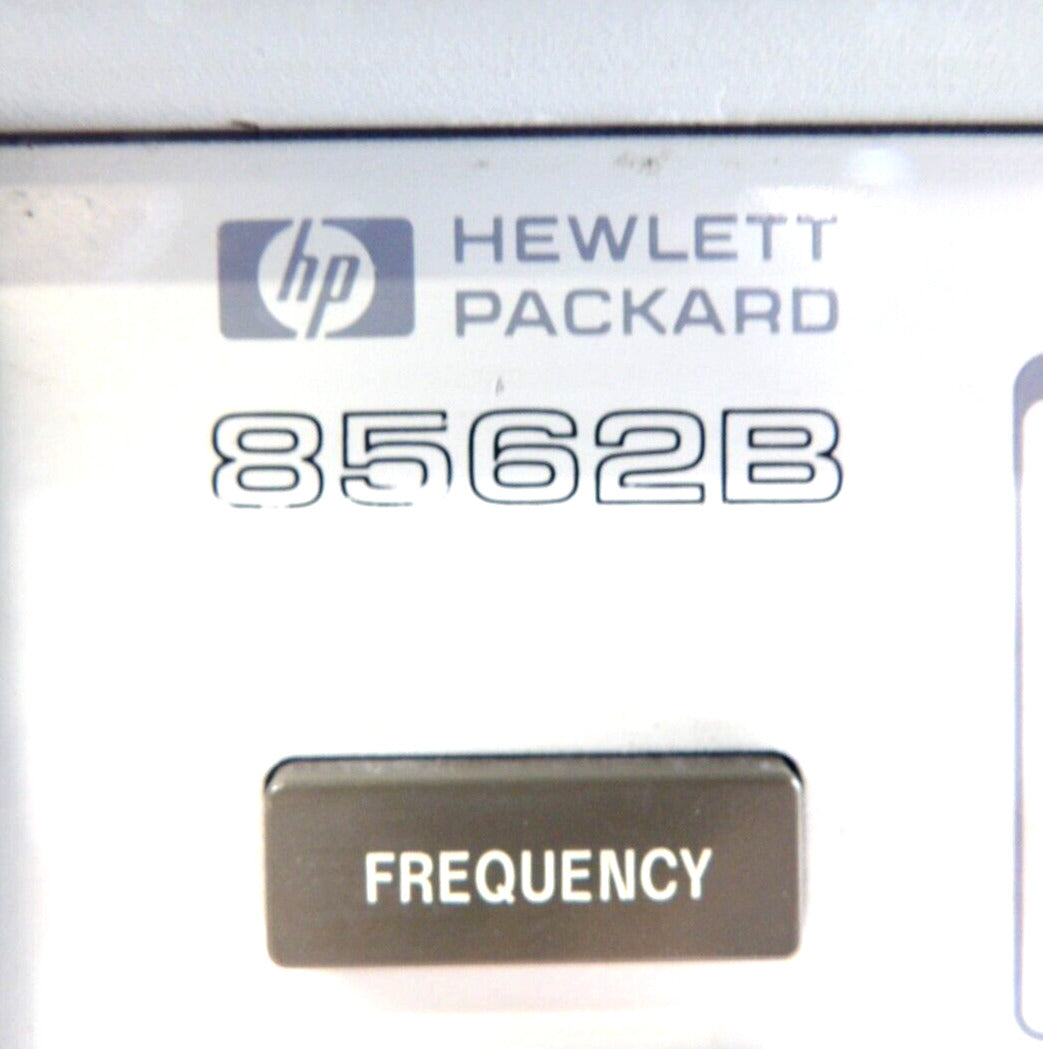 hp HEWLETT
PACKARD
8562B
FREQUENCY